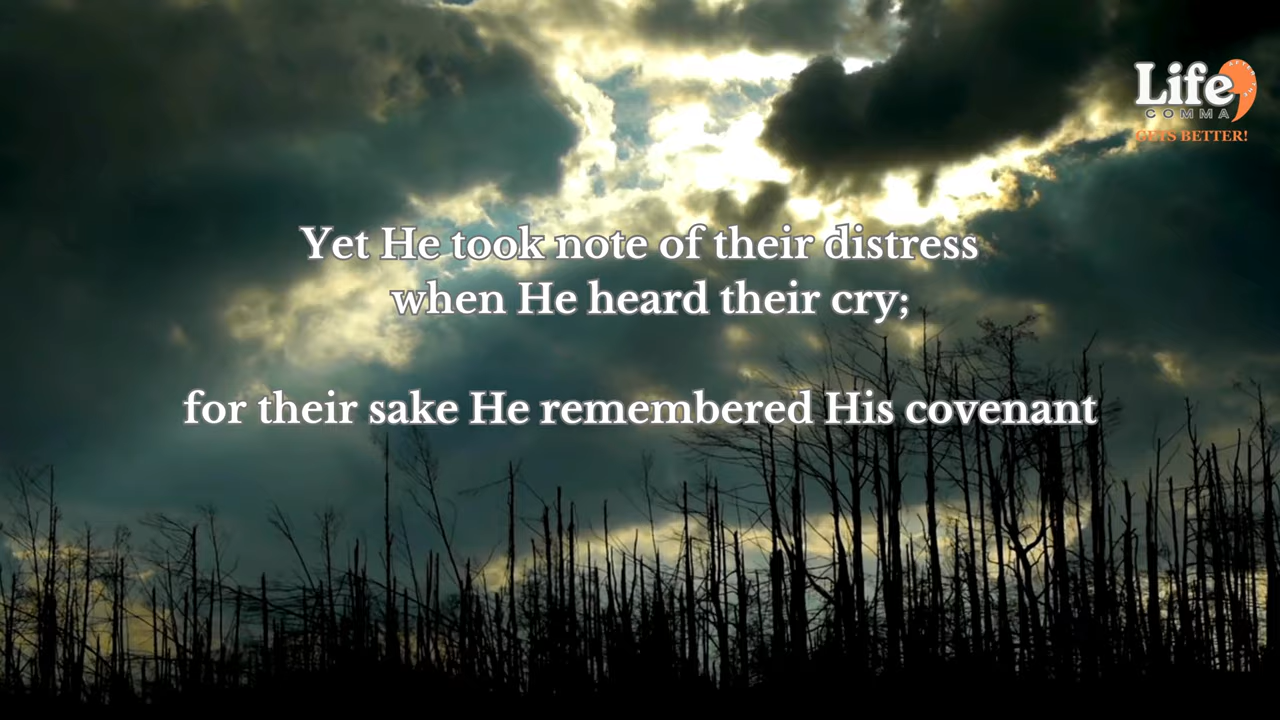 Life,
COMMA
GETS BETTER!
Yet He took note of their distress
when He heard their cry;
for their sake He remembered His covenant